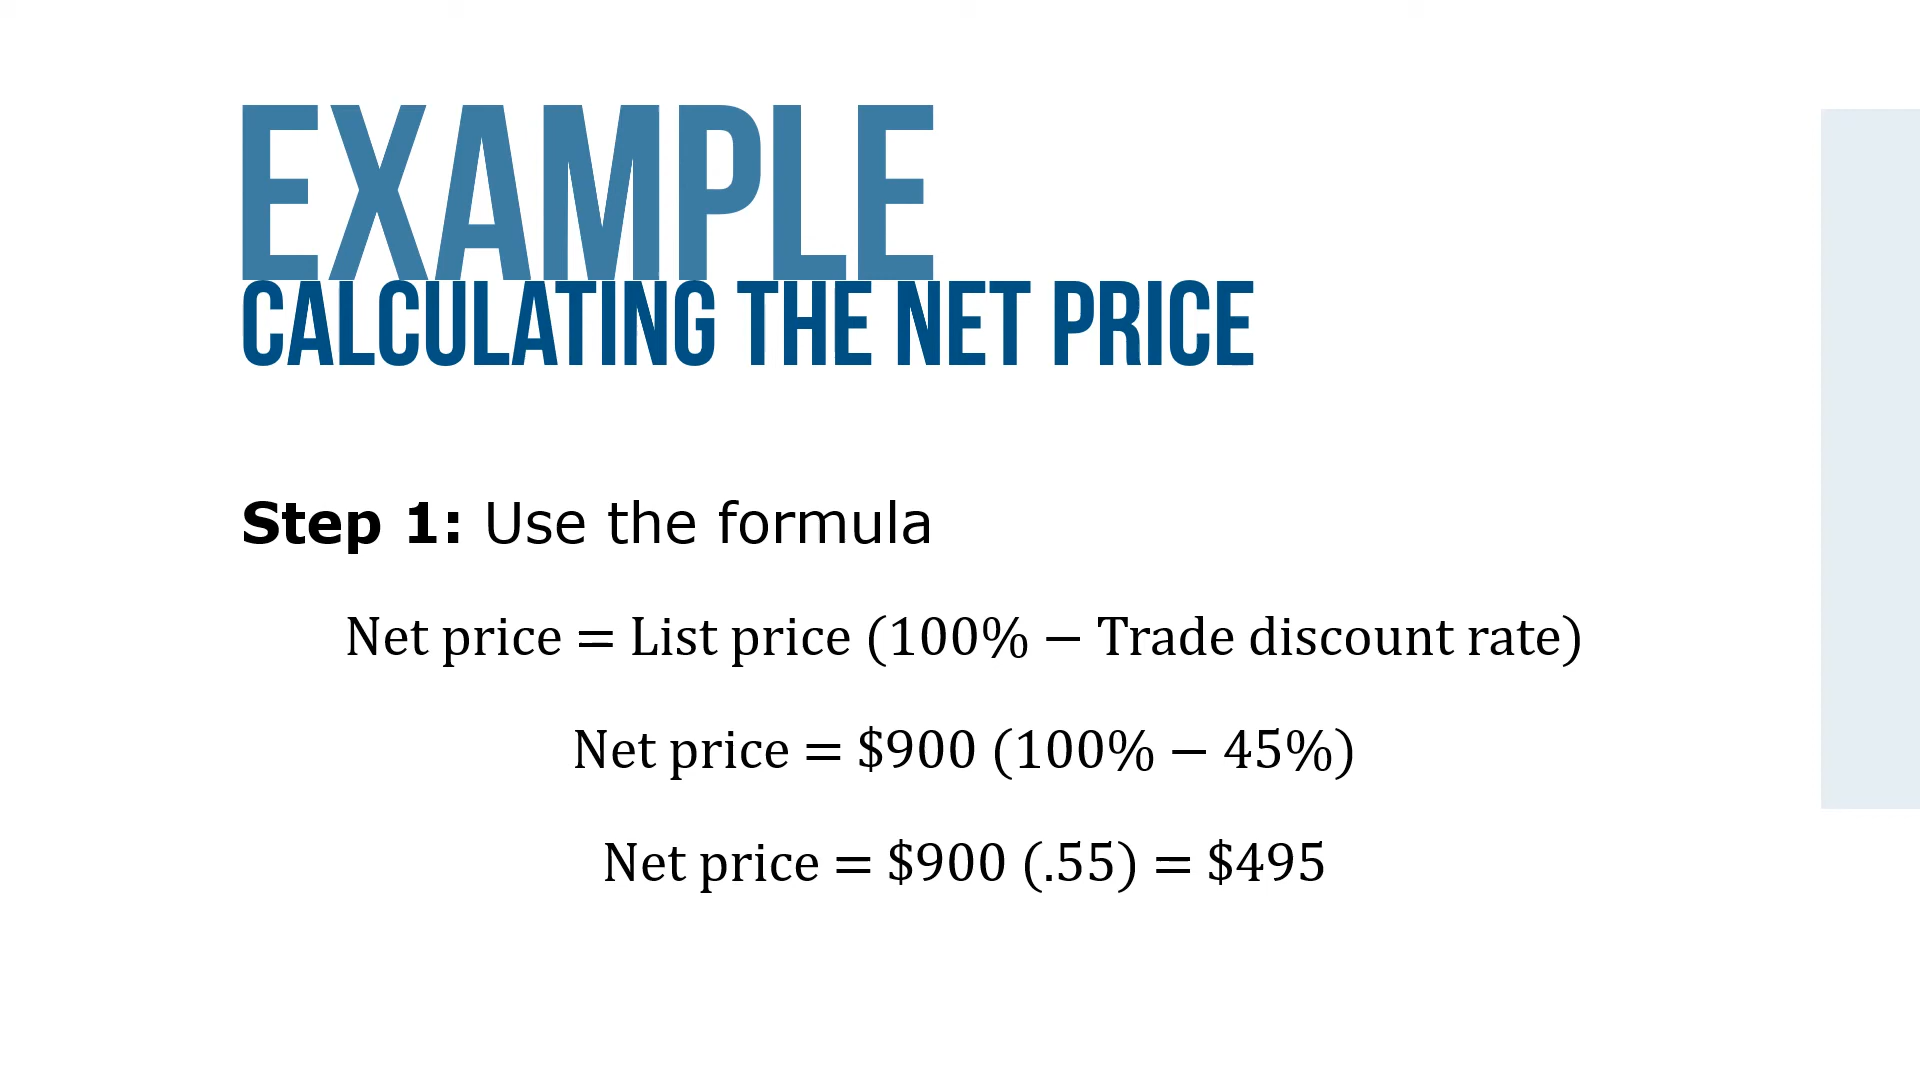 EXAMPLE
CALCULATING THE NET PRICE
Step 1: Use the formula
Net price = List price (100% − Trade discount rate)
Net price = $900 (100% − 45%)
Net price = $900 (.55) = $495